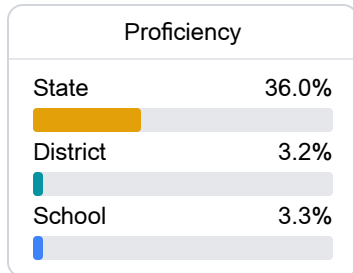 Proficiency
State 36.0%
District 3.2%
School 3.3%